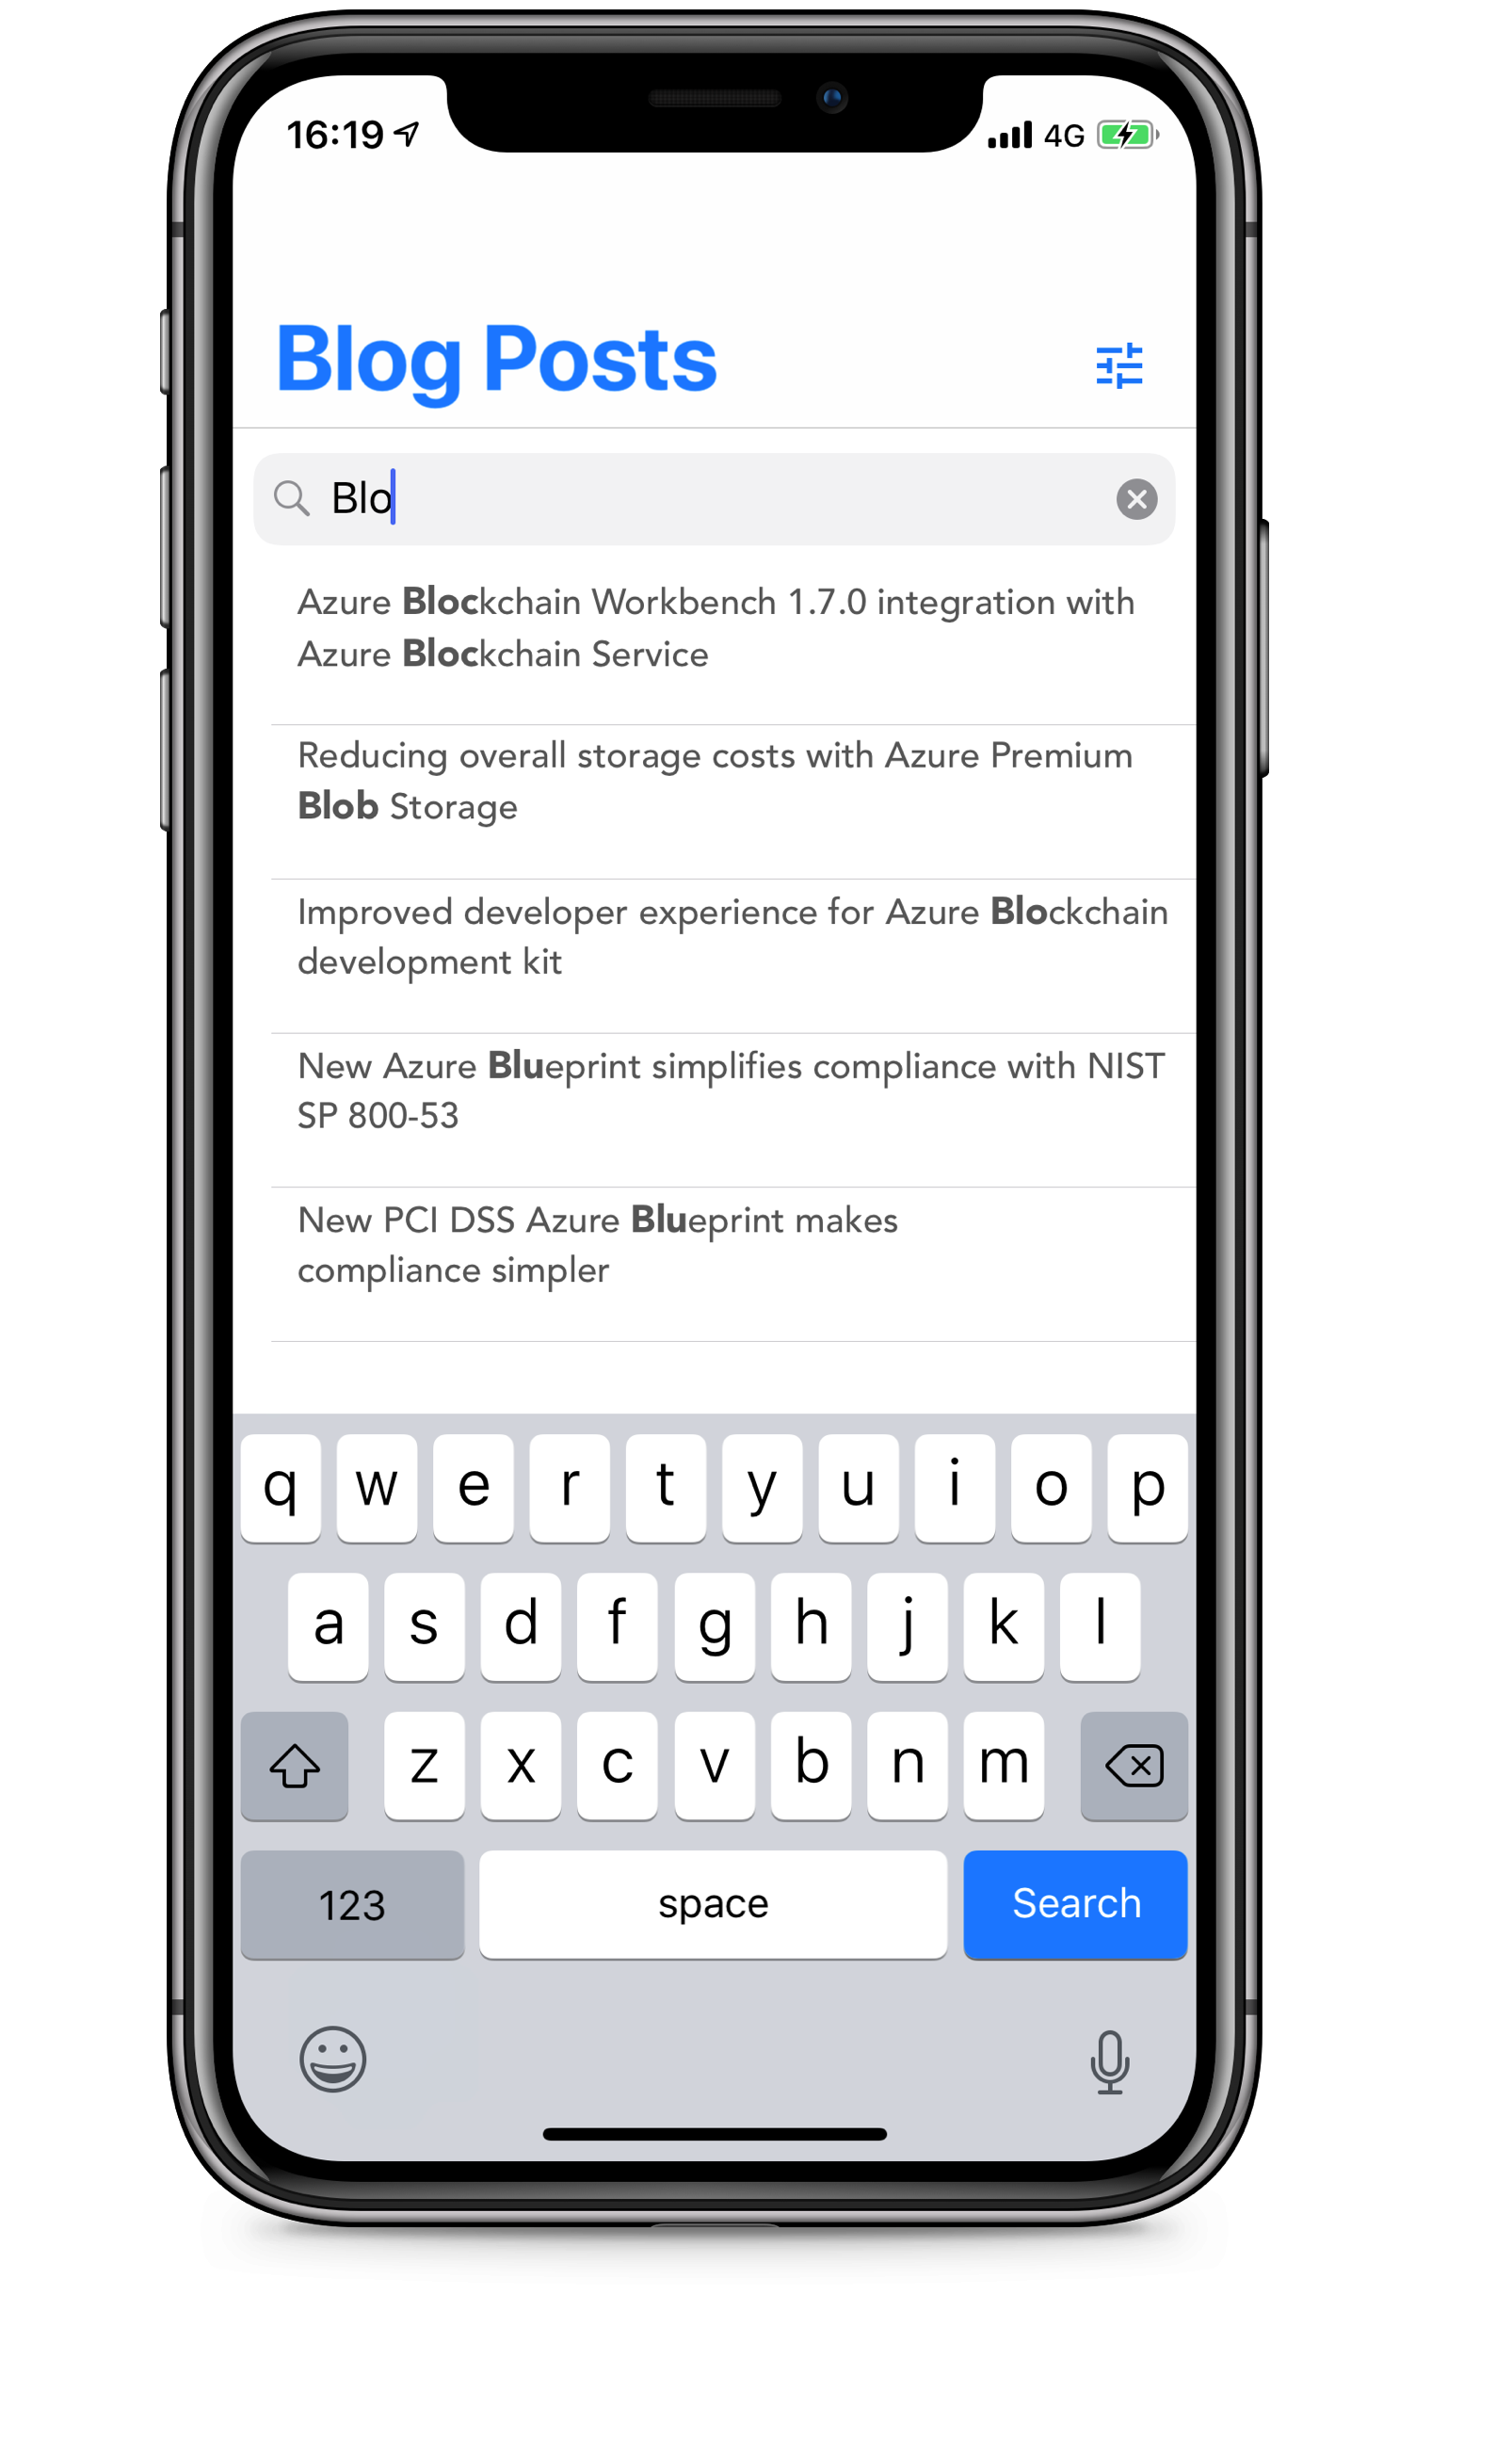 16:19 4G
Blog Posts
Blo
Azure Blockchain Workbench 1.7.0 integration with
Azure Blockchain Service
Reducing overall storage costs with Azure Premium
Blob Storage
Improved developer experience for Azure Blockchain
development kit
New Azure Blueprint simplifies compliance with NIST
SP 800-53
New PCI DSS Azure Blueprint makes
compliance simpler
q w e r t y u i o p
a s d f g h j k l
z x c v b n m
123 space Search